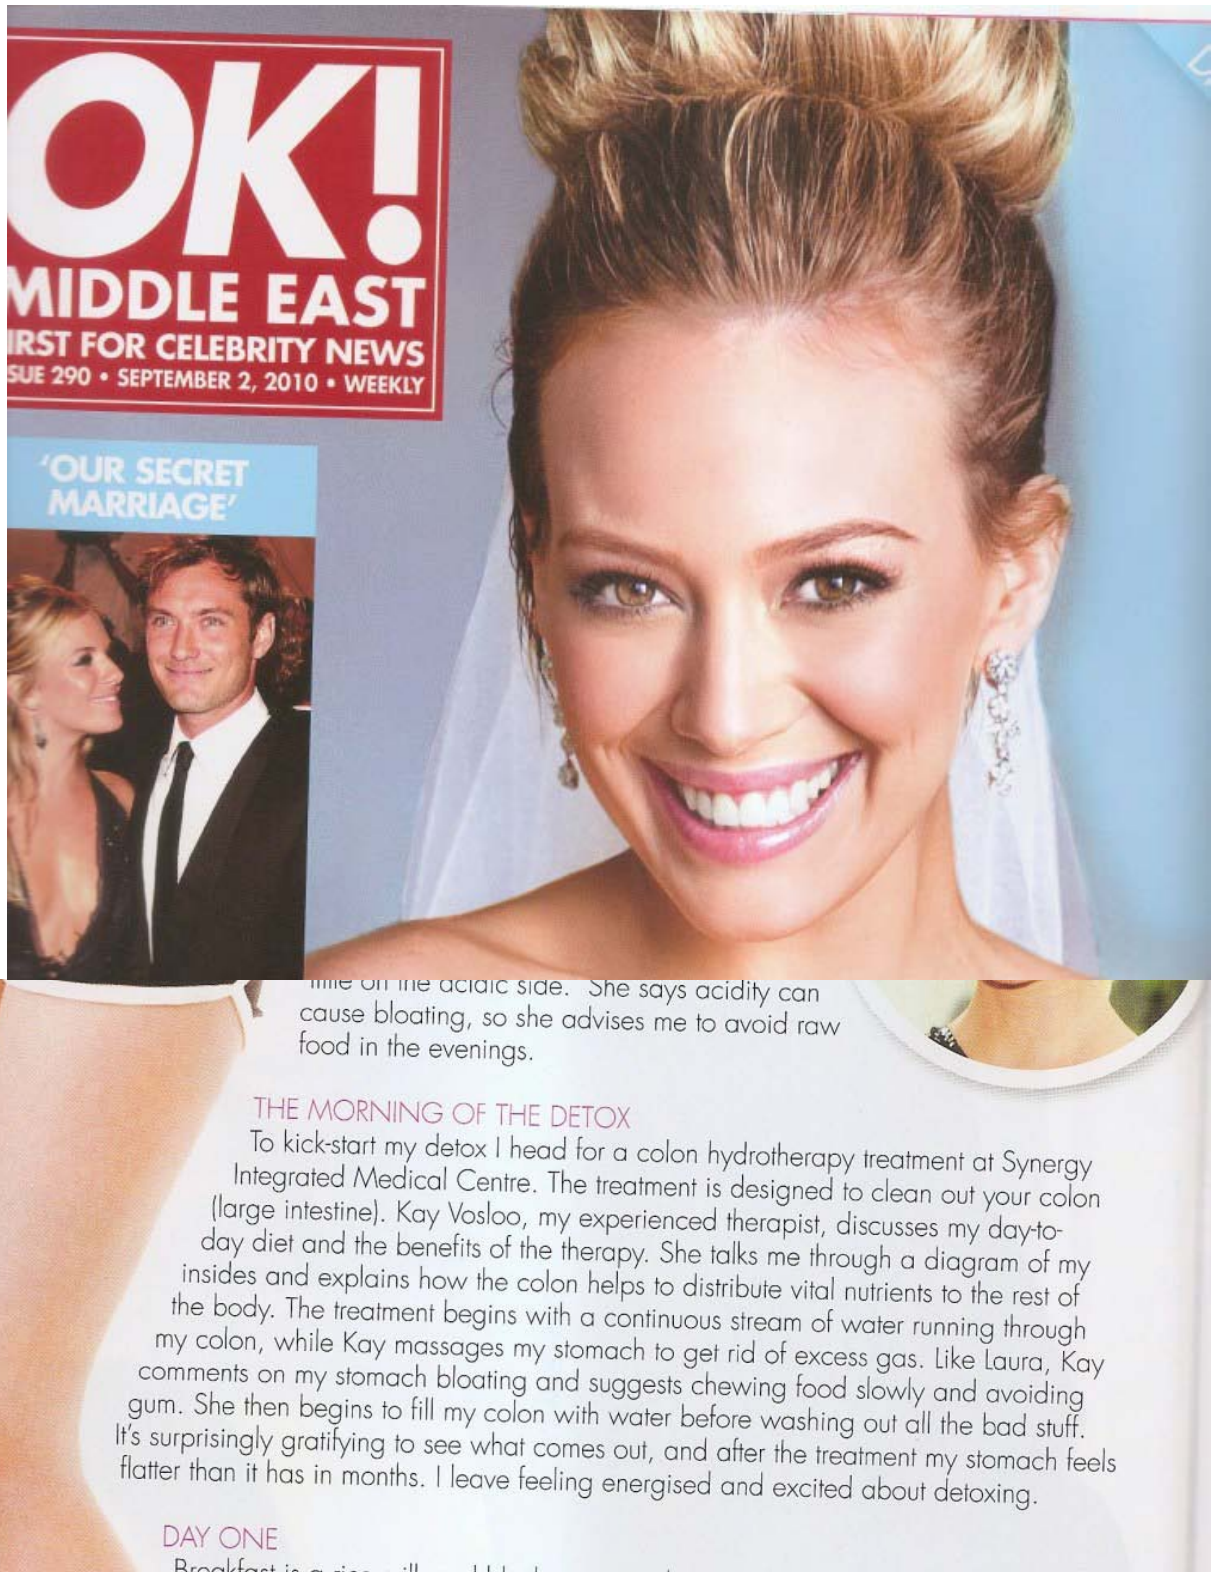 OK!
MIDDLE EAST
IRST FOR CELEBRITY NEWS
SUE 290 • SEPTEMBER 2, 2010 • WEEKLY
'OUR SECRET
MARRIAGE'
little on the acidic side. She says acidity can
cause bloating, so she advises me to avoid raw
food in the evenings.
THE MORNING OF THE DETOX
To kick-start my detox I head for a colon hydrotherapy treatment at Synergy
Integrated Medical Centre. The treatment is designed to clean out your colon
(large intestine). Kay Vosloo, my experienced therapist, discusses my day-to-
day diet and the benefits of the therapy. She talks me through a diagram of my
insides and explains how the colon helps to distribute vital nutrients to the rest of
the body. The treatment begins with a continuous stream of water running through
my colon, while Kay massages my stomach to get rid of excess gas. Like Laura, Kay
comments on my stomach bloating and suggests chewing food slowly and avoiding
gum. She then begins to fill my colon with water before washing out all the bad stuff.
It's surprisingly gratifying to see what comes out, and after the treatment my stomach feels
flatter than it has in months. I leave feeling energised and excited about detoxing.
DAY ONE
Breakfast is a